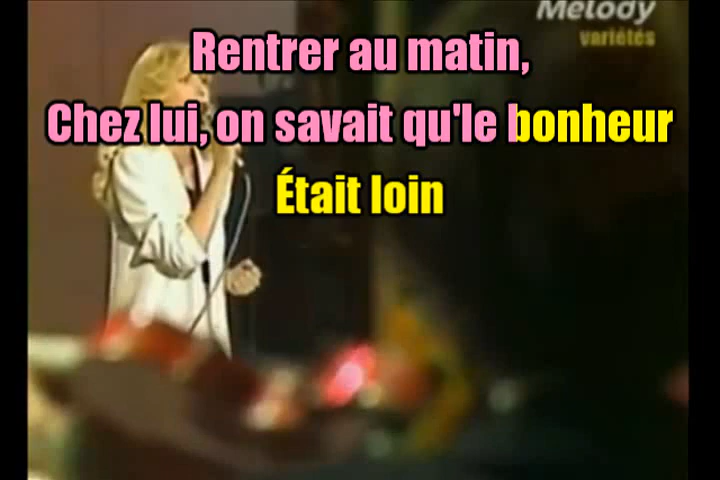 Melody
variétés
Rentrer au matin,
Chez lui, on savait qu'le bonheur
Était loin